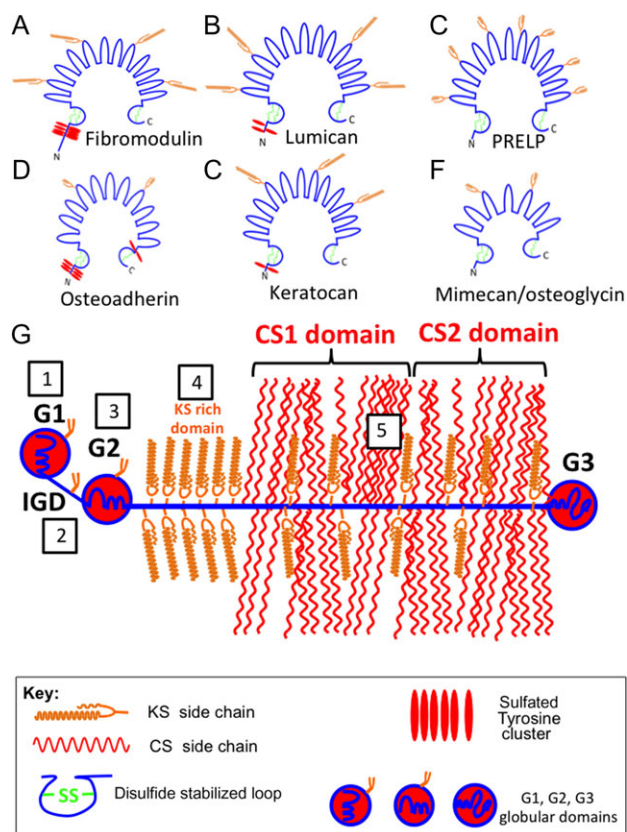 A
B
C
Fibromodulin
N
C
Lumican
N
C
PRELP
N
C
D
C
F
Osteoadherin
N
C
Keratocan
N
C
Mimecan/osteoglycin
N
C
G
CS1 domain
CS2 domain
1
3
4
G1
G2
KS rich
domain
5
G3
IGD
2
Key:
KS side chain
CS side chain
SS
Disulfide stabilized loop
Sulfated
Tyrosine
cluster
G1, G2, G3
globular domains